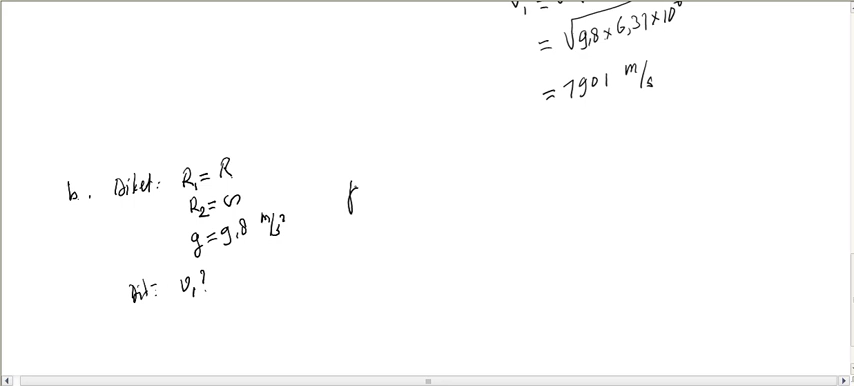 = √9,8 × 6,37 × 10
= 7901 m/s
b. Diket: R₁ = R
R₂ = ∞
g = 9,8 m/s²
Dit: v₁?